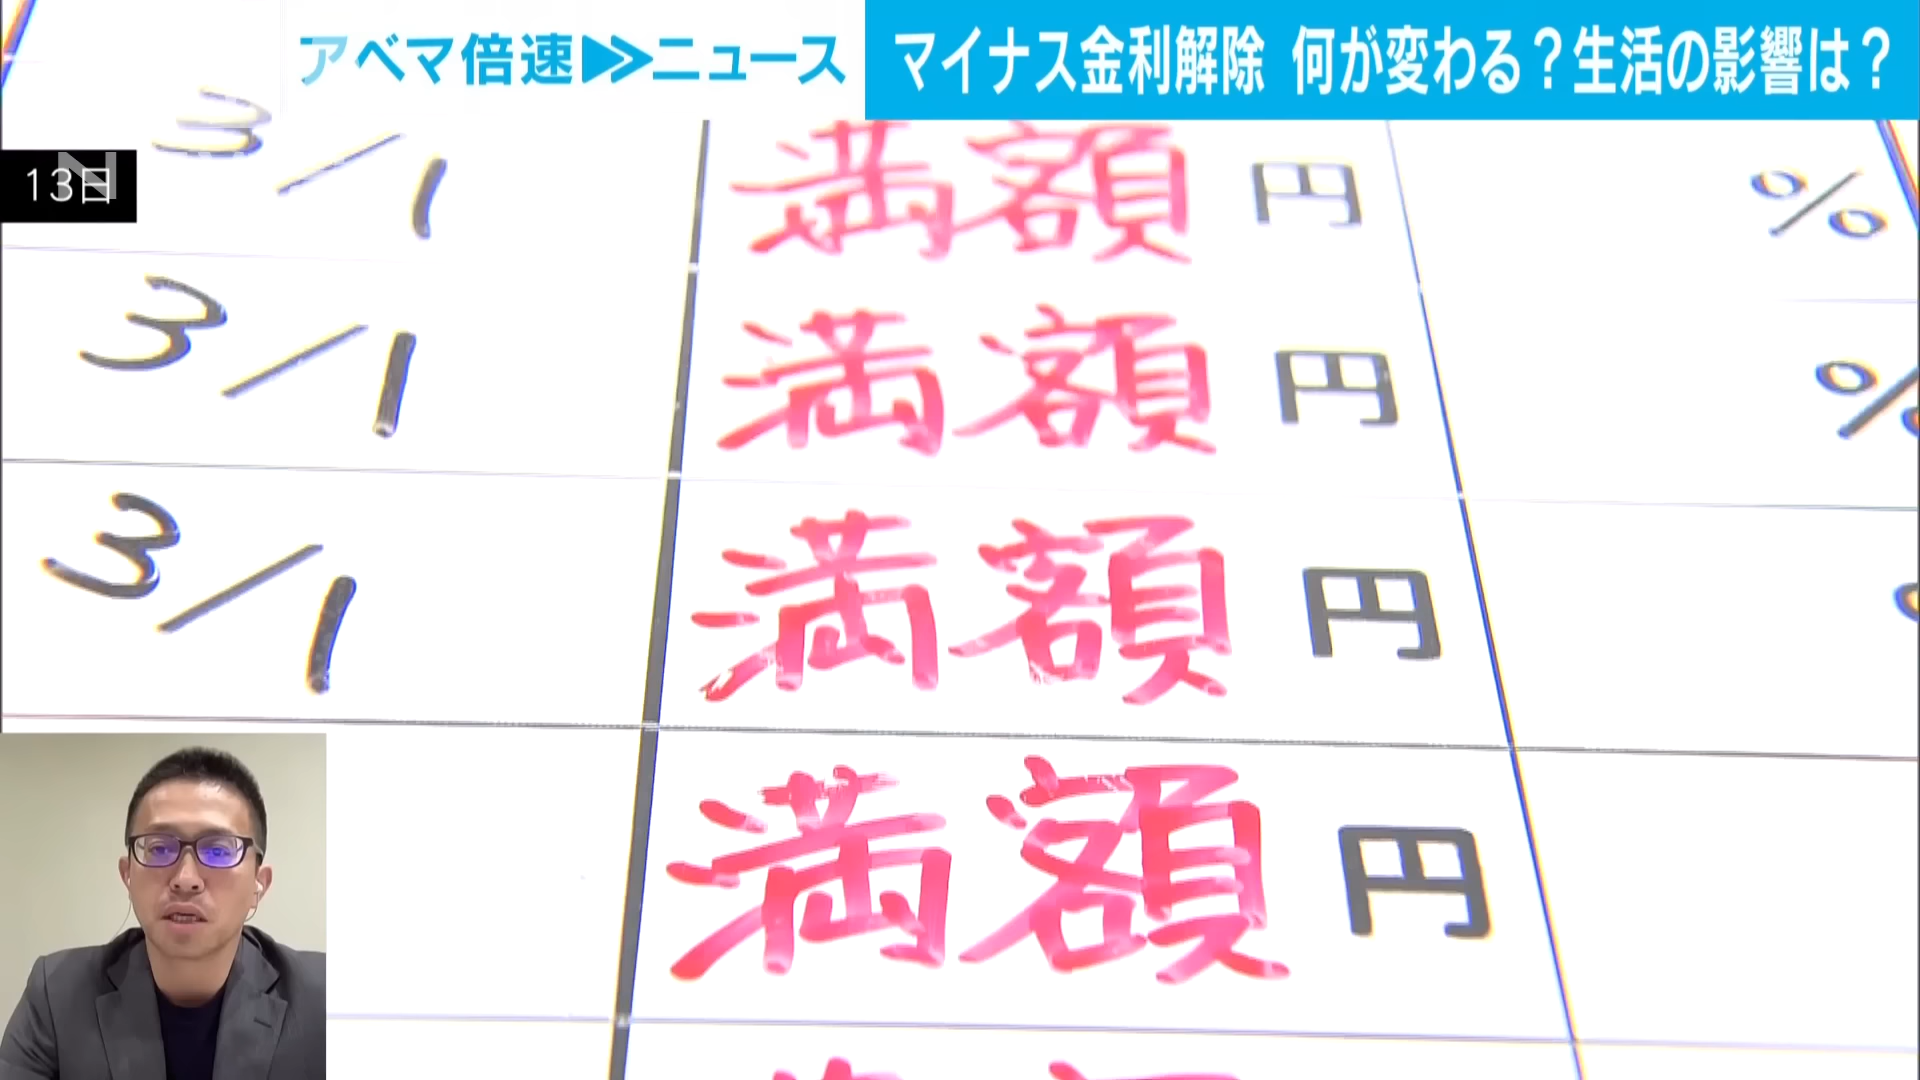 アベマ倍速 ニュース
マイナス金利解除 何が変わる？生活の影響は？
13日
3/1 満額 円 %
3/1 満額 円 %
3/1 満額 円
満額 円